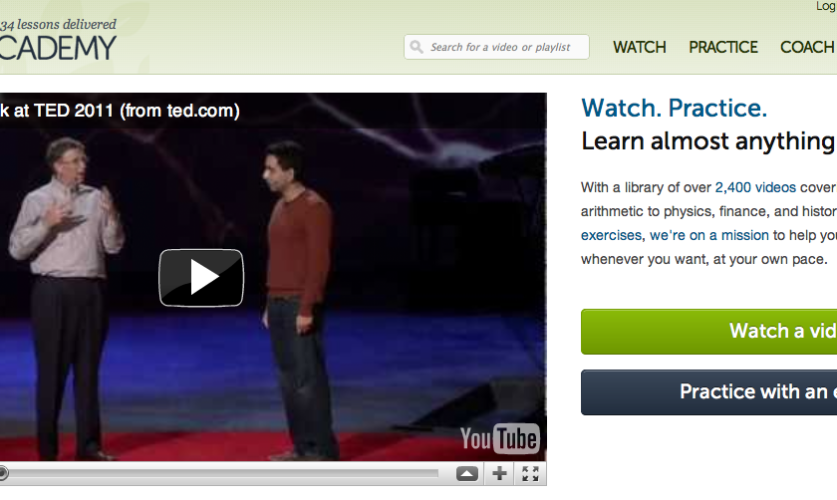 Log
34 lessons delivered
CADEMY
Search for a video or playlist
WATCH PRACTICE COACH
k at TED 2011 (from ted.com)
Watch. Practice.
Learn almost anything
With a library of over 2,400 videos cover
arithmetic to physics, finance, and histor
exercises, we're on a mission to help you
whenever you want, at your own pace.
Watch a vid
Practice with an e
YouTube